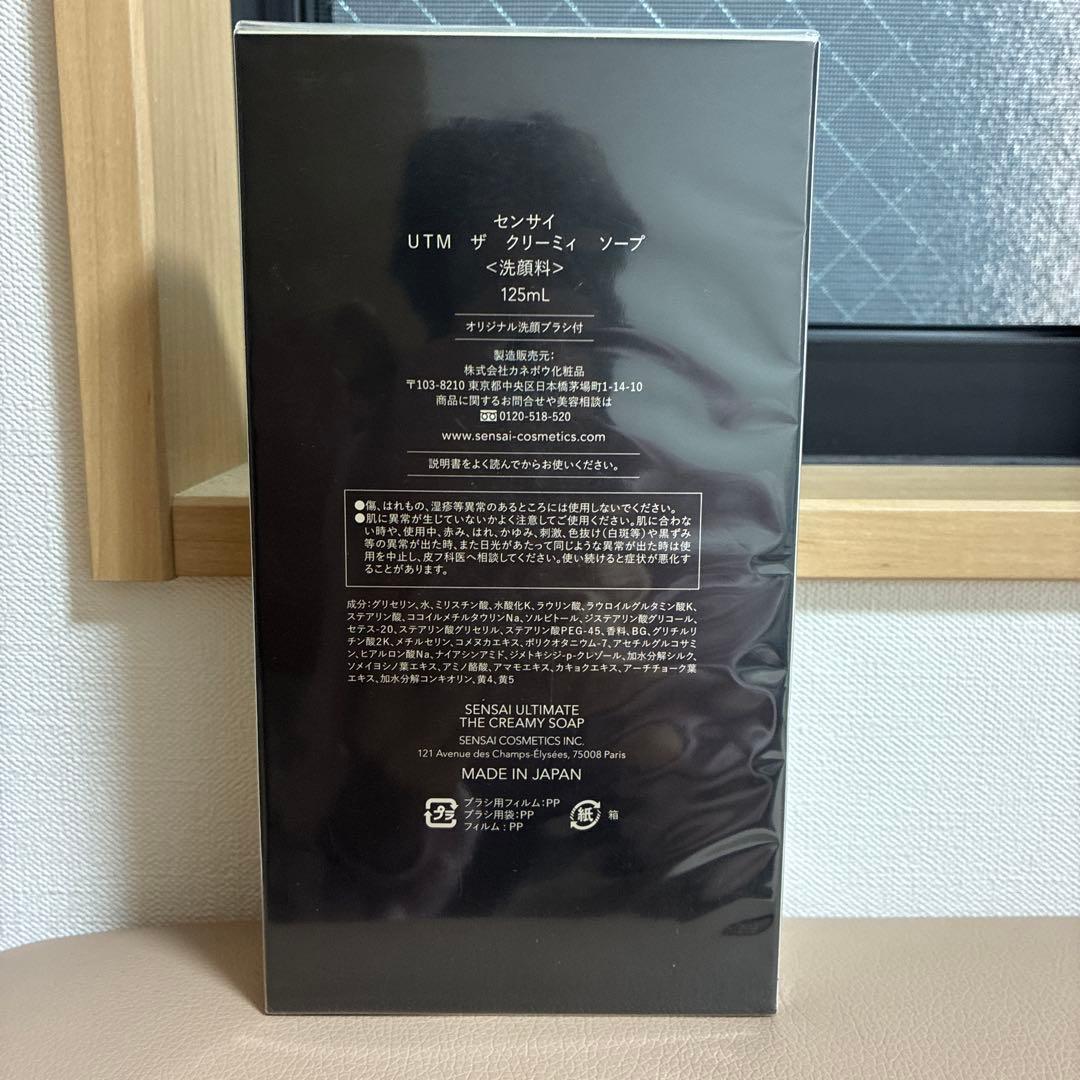 センサイ
UTM ザ クリーミィ ソープ
<洗顔料>
125mL
オリジナル洗顔ブラシ付
製造販売元:
株式会社カネボウ化粧品
〒103-8210 東京都中央区日本橋茅場町1-14-10
商品に関するお問合せや美容相談は
0120-518-520
www.sensai-cosmetics.com
説明書をよく読んでからお使いください。
●傷、はれもの、湿疹等異常のあるところには使用しないでください。
●肌に異常が生じていないかよく注意してご使用ください。肌に合わな
い時や、使用中、赤み、はれ、かゆみ、刺激、色抜け(白斑等)や黒ずみ
等の異常が出た時、また日光があたって同じような異常が出た時は使
用を中止し、皮フ科医へ相談してください。使い続けると症状が悪化す
ることがあります。
成分:グリセリン、水、ミリスチン酸、水酸化K、ラウリン酸、ラウロイルグルタミン酸K、
ステアリン酸、ココイルメチルタウリンNa、ソルビトール、ジステアリン酸グリコール、
セテス-20、ステアリン酸グリセリル、ステアリン酸PEG-45、香料、BG、グリチルリ
チン酸2K、メチルセリン、コメヌカエキス、ポリクオタニウム-7、アセチルグルコサミ
ン、ヒアルロン酸Na、ナイアシンアミド、ジメトキシジ-p-クレゾール、加水分解シルク、
ソメイヨシノ葉エキス、アミノ酪酸、アマモエキス、カキョクエキス、アーチチョーク葉
エキス、加水分解コンキオリン、黄4、黄5
SENSAI ULTIMATE
THE CREAMY SOAP
SENSAI COSMETICS INC.
121 Avenue des Champs-Élysées, 75008 Paris
MADE IN JAPAN
プラ
ブラシ用フィルム:PP
ブラシ用袋:PP
フィルム:PP
紙
箱